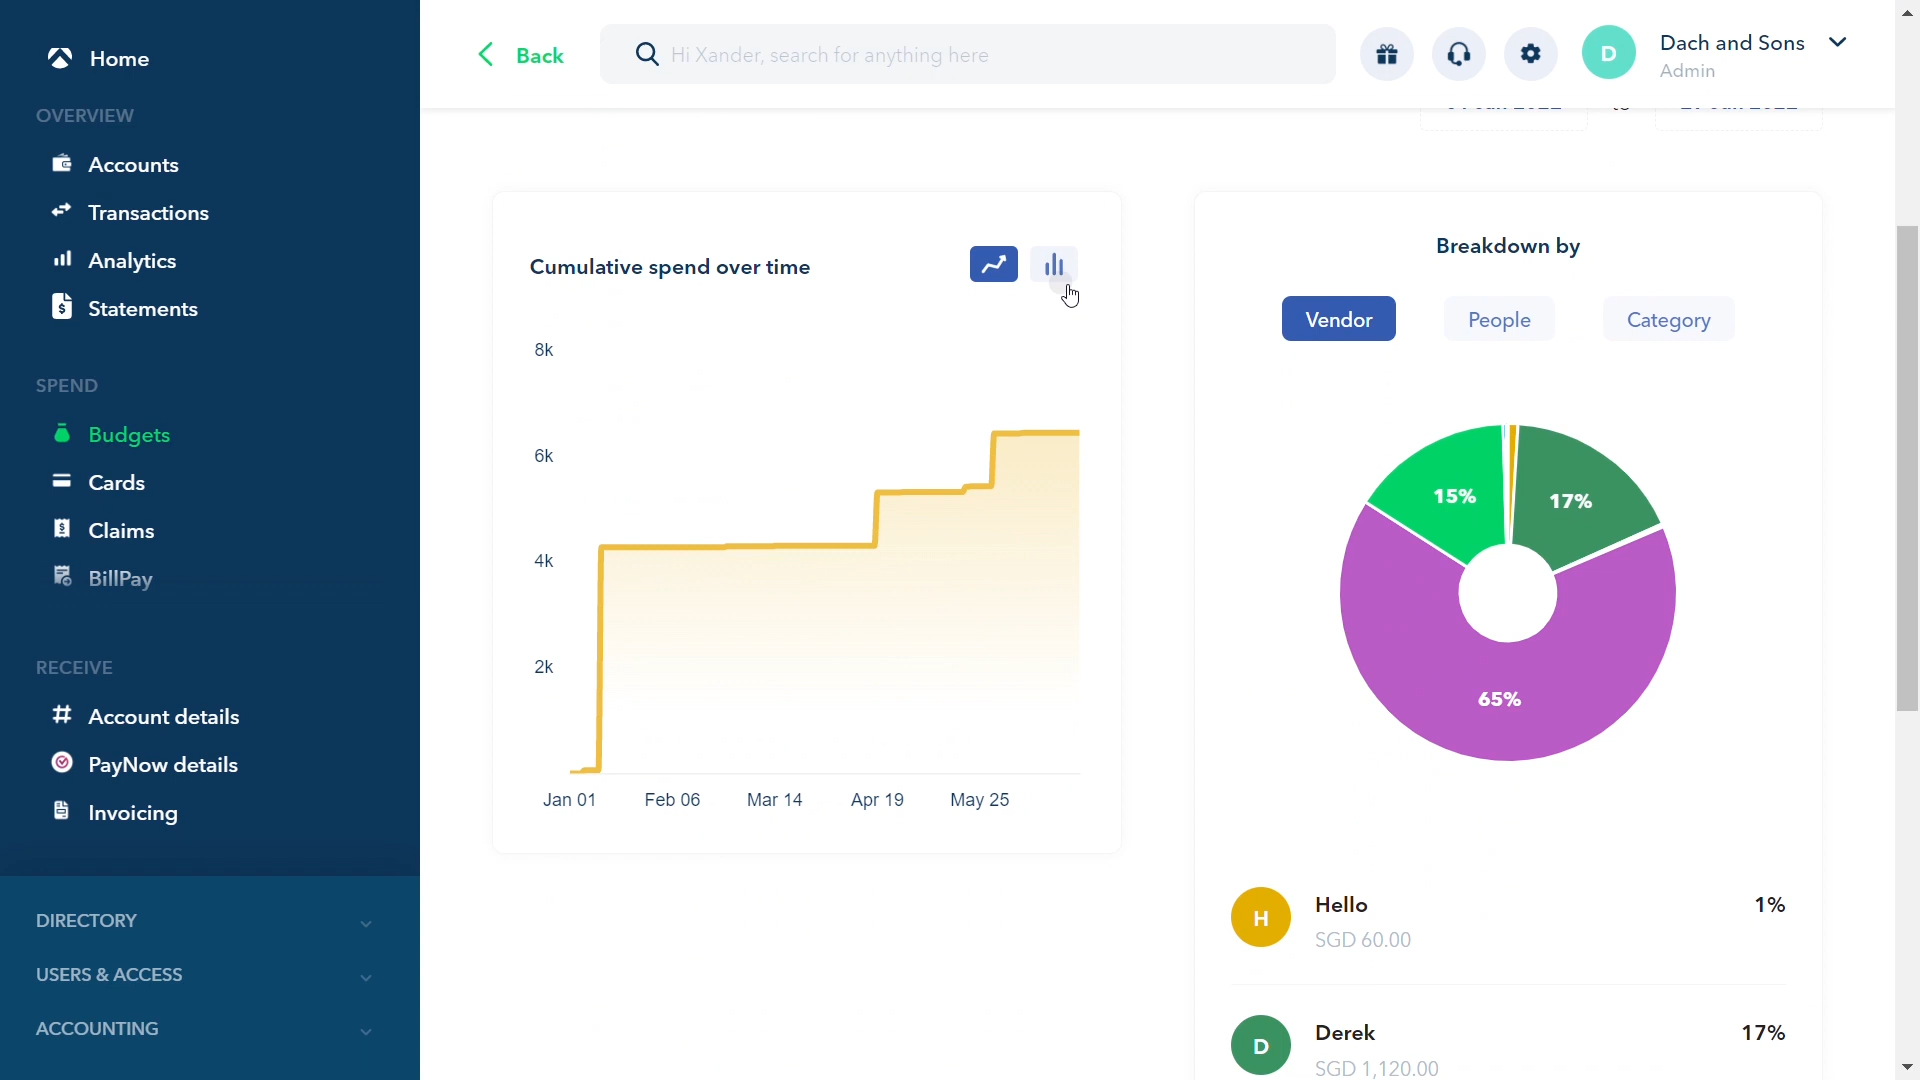 Home
OVERVIEW
Accounts
Transactions
Analytics
Statements
SPEND
Budgets
Cards
Claims
BillPay
RECEIVE
Account details
PayNow details
Invoicing
DIRECTORY
USERS & ACCESS
ACCOUNTING
Back
Hi Xander, search for anything here
D
Dach and Sons
Admin
Cumulative spend over time
8k
6k
4k
2k
Jan 01 Feb 06 Mar 14 Apr 19 May 25
Breakdown by
Vendor People Category
15%
17%
65%
H
Hello
1%
SGD 60.00
D
Derek
17%
SGD 1,120.00